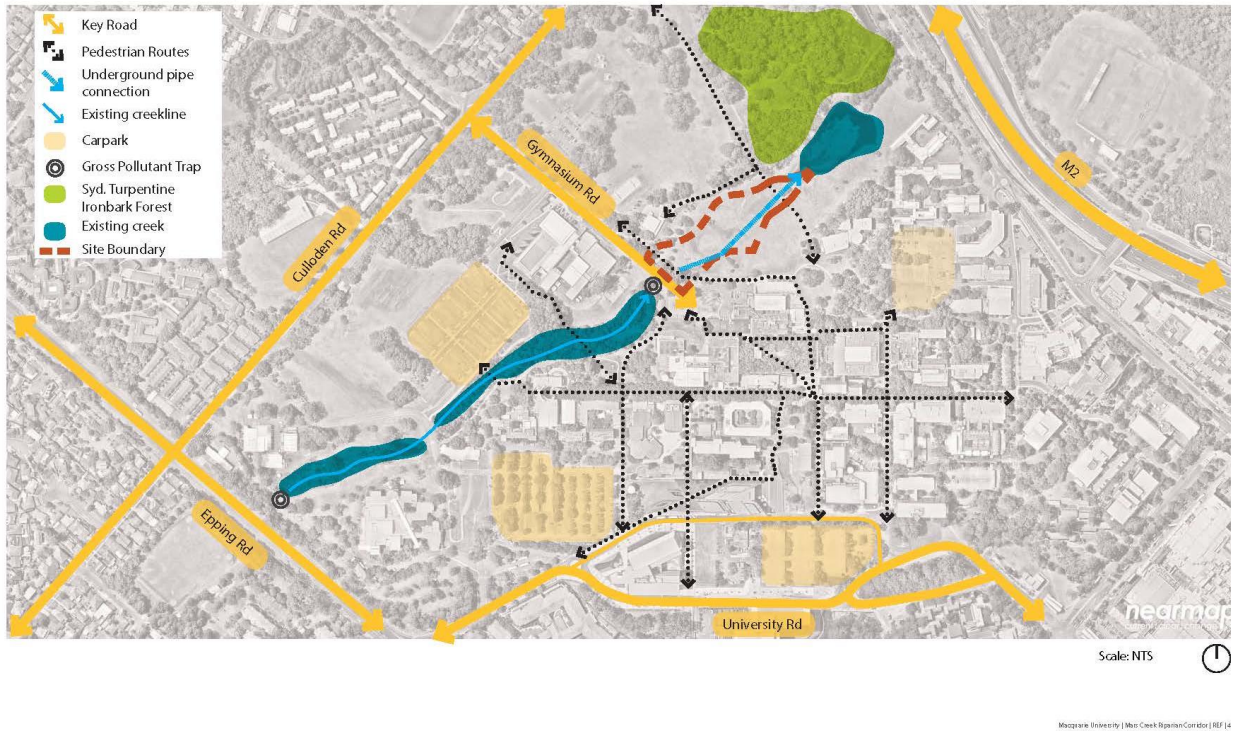 Key Road
Pedestrian Routes
Underground pipe
connection
Existing creekline
Carpark
Gross Pollutant Trap
Syd. Turpentine
Ironbark Forest
Existing creek
Site Boundary
Gymnasium Rd
M2
Culloden Rd
Epping Rd
University Rd
nearmap
Scale: NTS
Macquarie University | Mars Creek Riparian Corridor | REF | 4